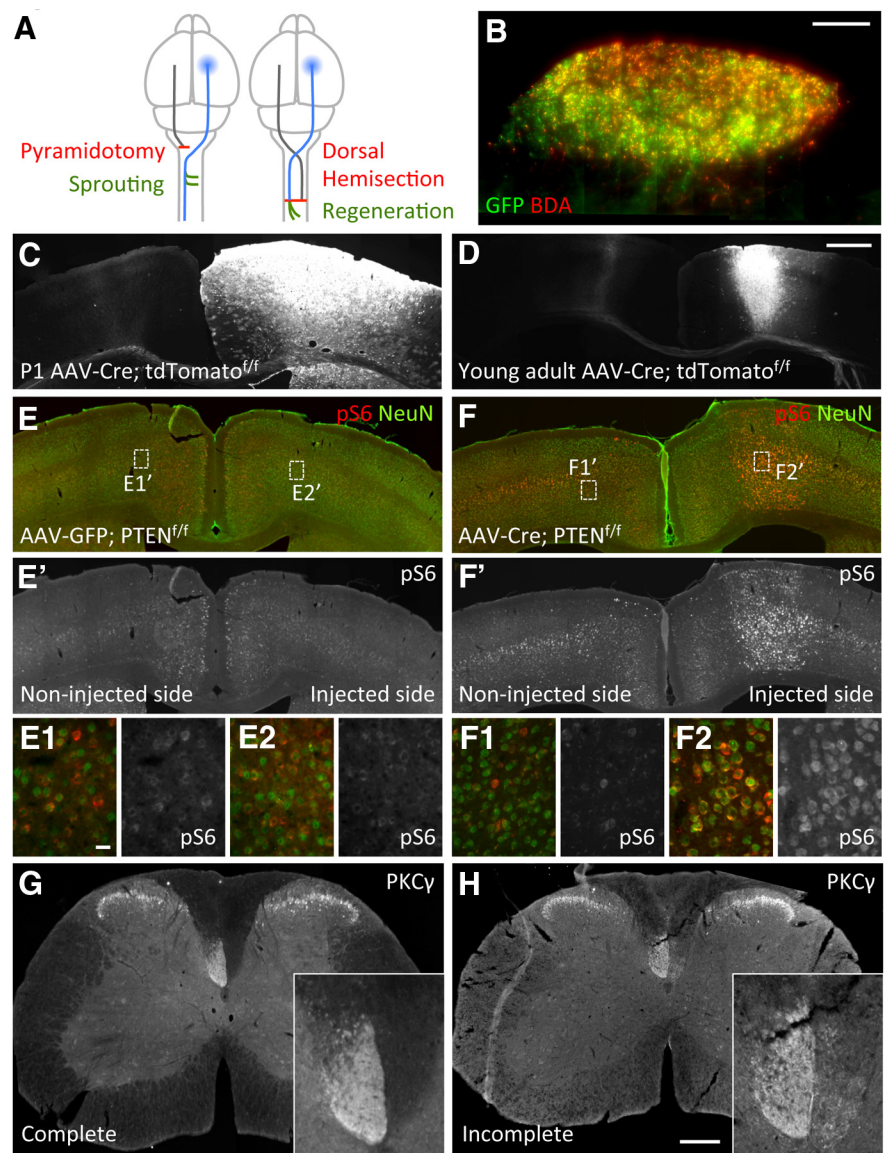 A
Pyramidotomy
Sprouting
Dorsal
Hemisection
Regeneration
B
GFP BDA
C
P1 AAV-Cre; tdTomato^f/f
D
Young adult AAV-Cre; tdTomato^f/f
E
pS6 NeuN
E1’
E2’
AAV-GFP; PTEN^f/f
F
pS6 NeuN
F1’
F2’
AAV-Cre; PTEN^f/f
E’
pS6
Non-injected side
Injected side
F’
pS6
Non-injected side
Injected side
E1
pS6
E2
pS6
F1
pS6
F2
pS6
G
PKCγ
Complete
H
PKCγ
Incomplete